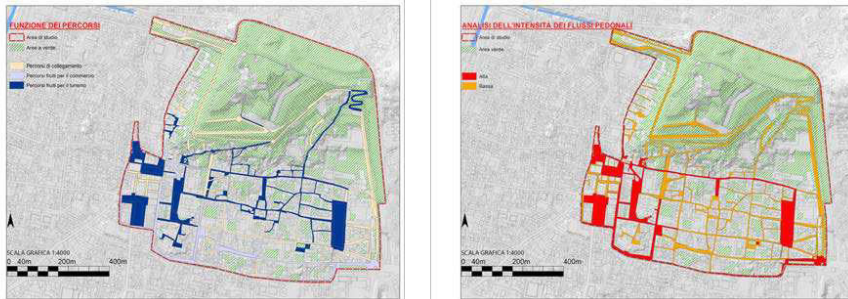 FUNZIONE DEI PERCORSI
Area di studio
Area a verde
Percorsi di collegamento
Percorsi fruiti per il commercio
Percorsi fruiti per il turismo
SCALA GRAFICA 1:4000
0 40m 200m 400m
ANALISI DELL'INTENSITÀ DEI FLUSSI PEDONALI
Area di studio
Area verde
Alta
Bassa
SCALA GRAFICA 1:4000
0 40m 200m 400m